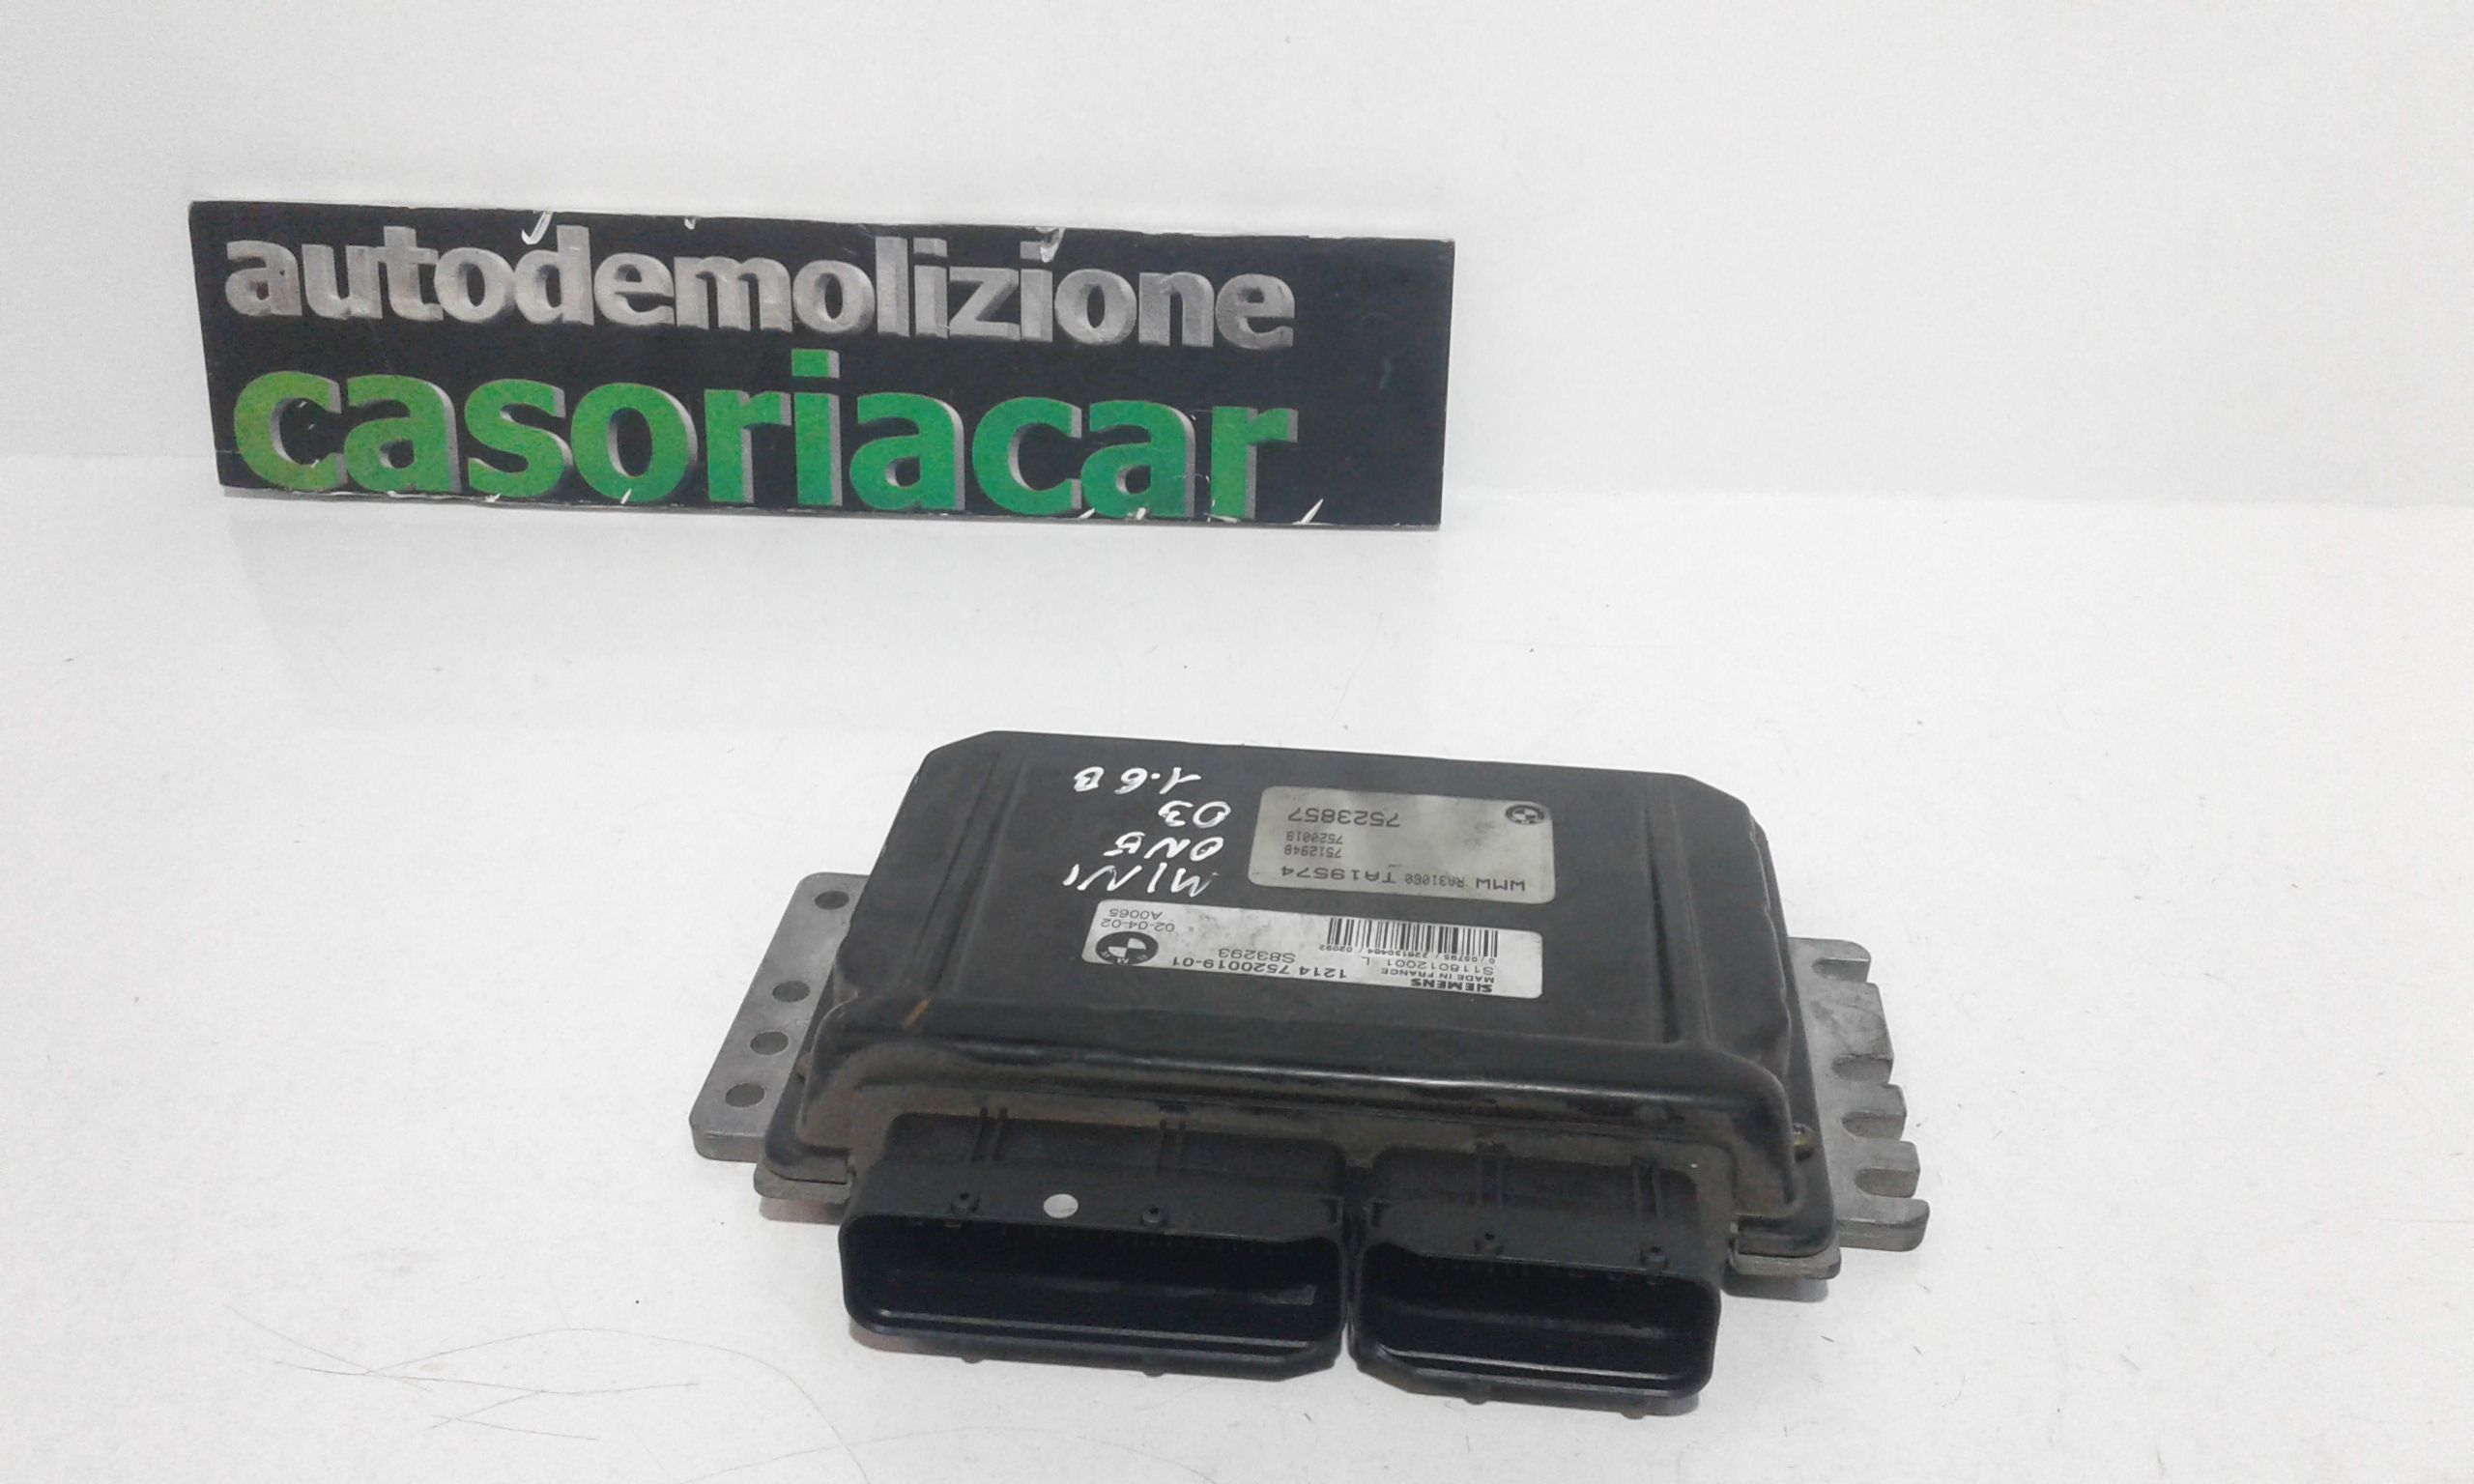 autodemolizione
casoriacar
SIEMENS
MADE IN FRANCE
1214 7520019-01
S118012001 L
S83293
02-04-02
A0065
WMW RA31060 TA19574
7512948
7520019
7523857
MINI
ONE
03
1.6 B